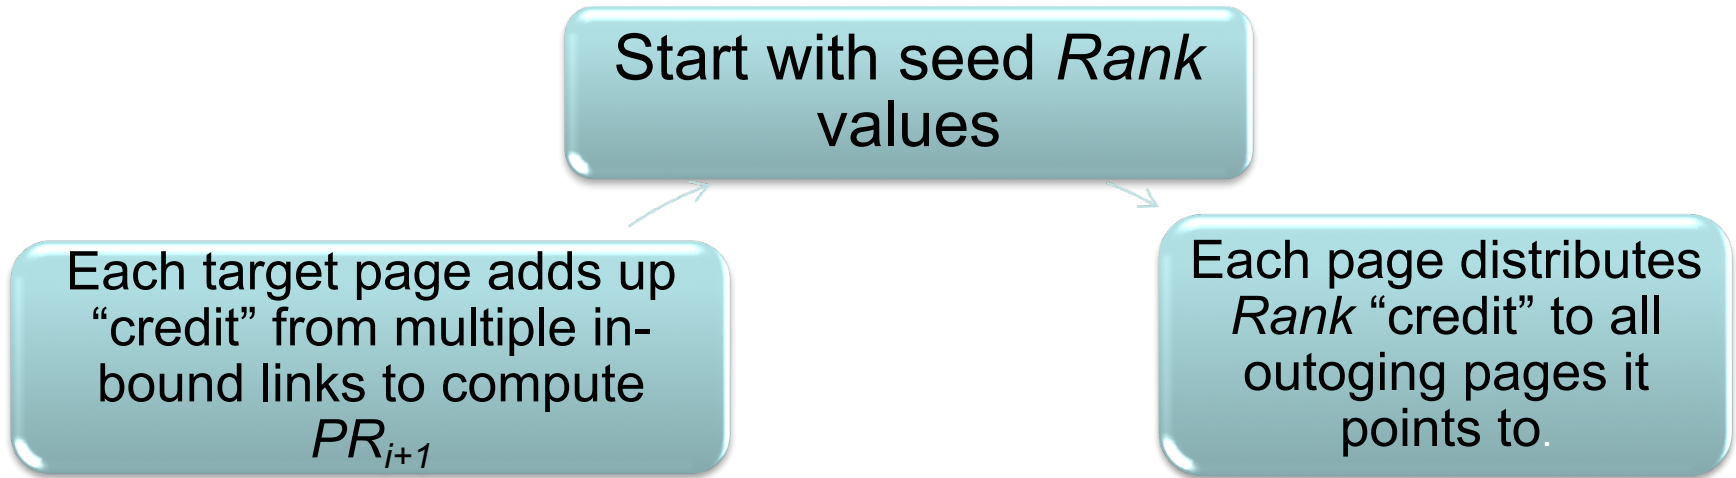 Start with seed Rank
values
Each target page adds up
“credit” from multiple in-
bound links to compute
PRi+1
Each page distributes
Rank “credit” to all
outoging pages it
points to.